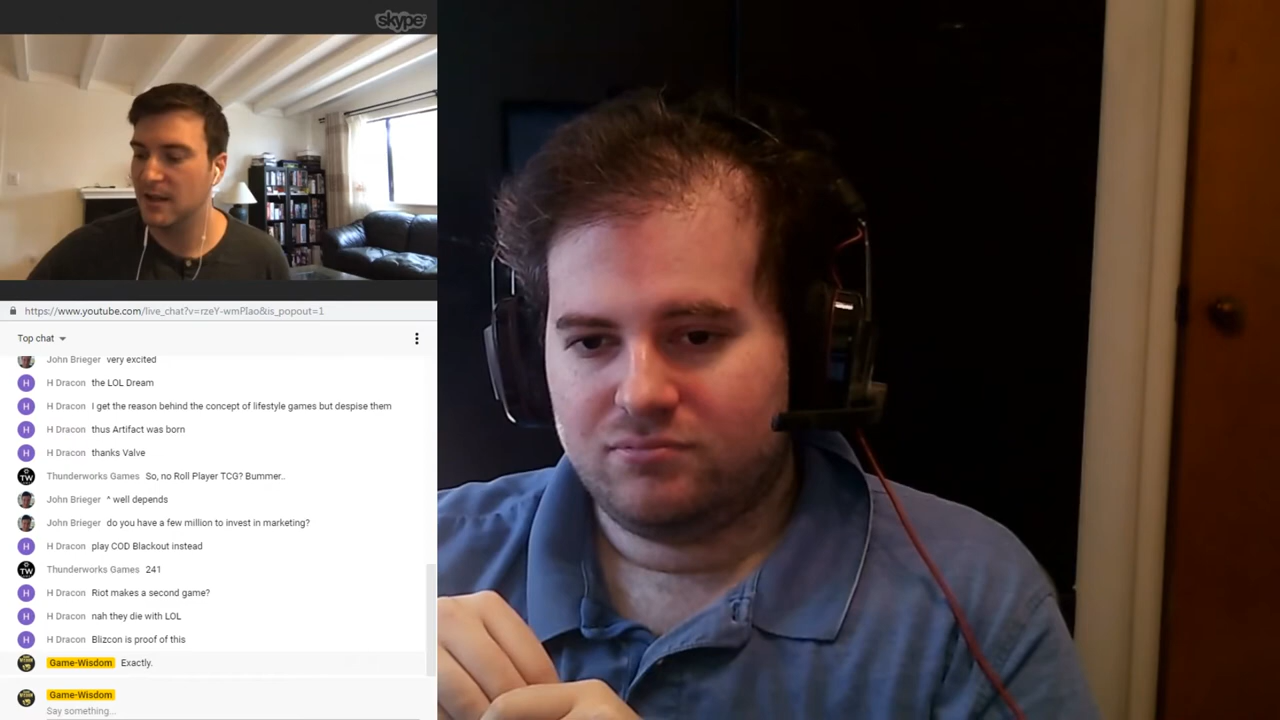 skype
https://www.youtube.com/live_chat?v=rzeY-wmPlao&is_popout=1
Top chat
John Brieger very excited
H H Dracon the LOL Dream
H H Dracon I get the reason behind the concept of lifestyle games but despise them
H H Dracon thus Artifact was born
H H Dracon thanks Valve
TW Thunderworks Games So, no Roll Player TCG? Bummer..
John Brieger ^ well depends
John Brieger do you have a few million to invest in marketing?
H H Dracon play COD Blackout instead
TW Thunderworks Games 241
H H Dracon Riot makes a second game?
H H Dracon nah they die with LOL
H H Dracon Blizcon is proof of this
Game-Wisdom Exactly.
Game-Wisdom
Say something...